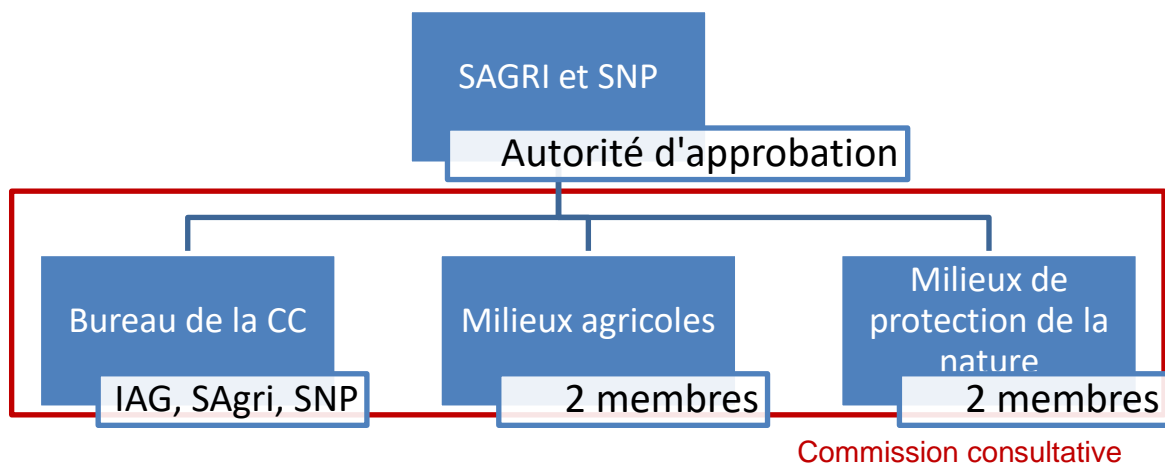 SAGRI et SNP
Autorité d'approbation
Bureau de la CC
IAG, SAgri, SNP
Milieux agricoles
2 membres
Milieux de
protection de la
nature
2 membres
Commission consultative